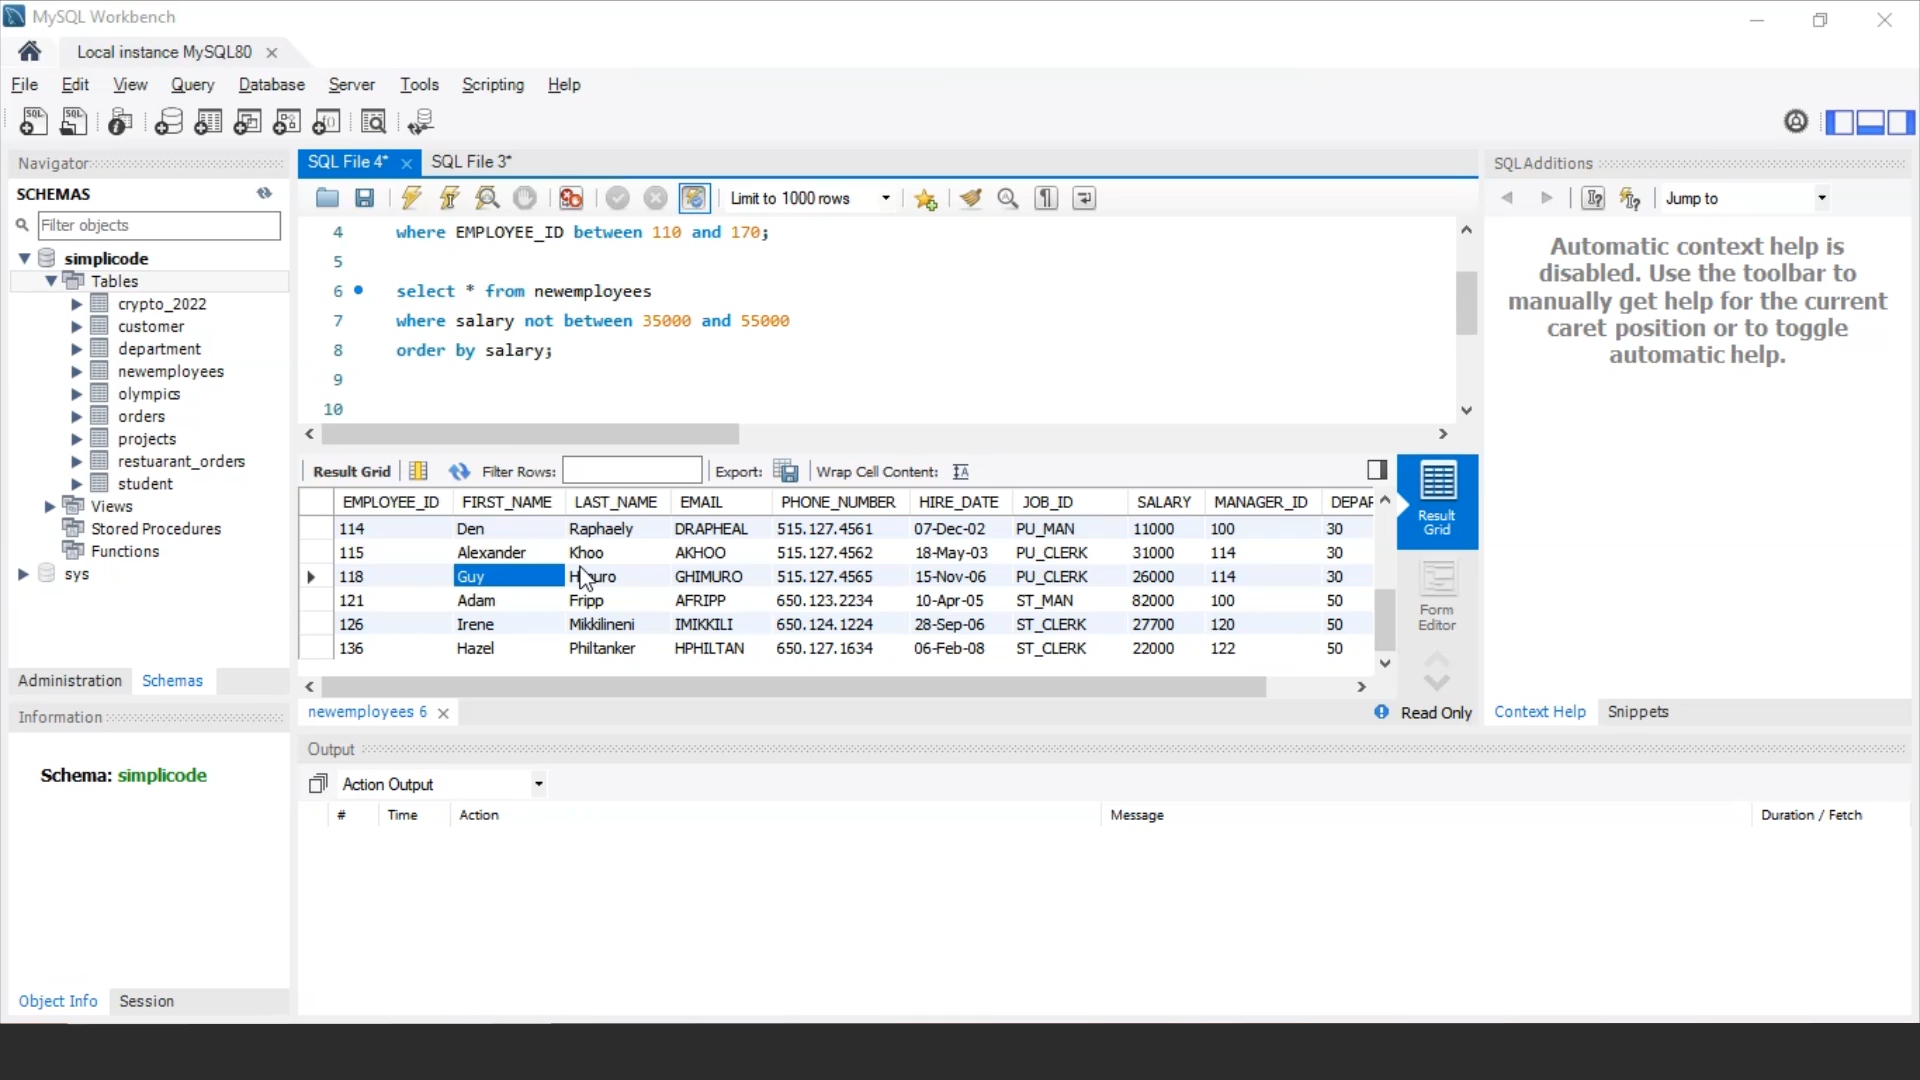 MySQL Workbench
Local instance MySQL80
File Edit View Query Database Server Tools Scripting Help
Navigator
SCHEMAS
Filter objects
simplicode
Tables
crypto_2022
customer
department
newemployees
olympics
orders
projects
restuarant_orders
student
Views
Stored Procedures
Functions
sys
Administration Schemas
Information
Schema: simplicode
Object Info Session
SQL File 4* SQL File 3*
Limit to 1000 rows
4 where EMPLOYEE_ID between 110 and 170;
5
6 select * from newemployees
7 where salary not between 35000 and 55000
8 order by salary;
9
10
Result Grid Filter Rows: Export: Wrap Cell Content:
EMPLOYEE_ID FIRST_NAME LAST_NAME EMAIL PHONE_NUMBER HIRE_DATE JOB_ID SALARY MANAGER_ID DEPAR
114 Den Raphaely DRAPHEAL 515.127.4561 07-Dec-02 PU_MAN 11000 100 30
115 Alexander Khoo AKHOO 515.127.4562 18-May-03 PU_CLERK 31000 114 30
118 Guy GHIMURO 515.127.4565 15-Nov-06 PU_CLERK 26000 114 30
121 Adam Fripp AFRIPP 650.123.2234 10-Apr-05 ST_MAN 82000 100 50
126 Irene Mikkilineni IMIKKILI 650.124.1224 28-Sep-06 ST_CLERK 27700 120 50
136 Hazel Philtanker HPHILTAN 650.127.1634 06-Feb-08 ST_CLERK 22000 122 50
Result
Grid
Form
Editor
newemployees 6
Read Only
Output
Action Output
# Time Action Message Duration / Fetch
SQLAdditions
Jump to
Automatic context help is
disabled. Use the toolbar to
manually get help for the current
caret position or to toggle
automatic help.
Context Help Snippets